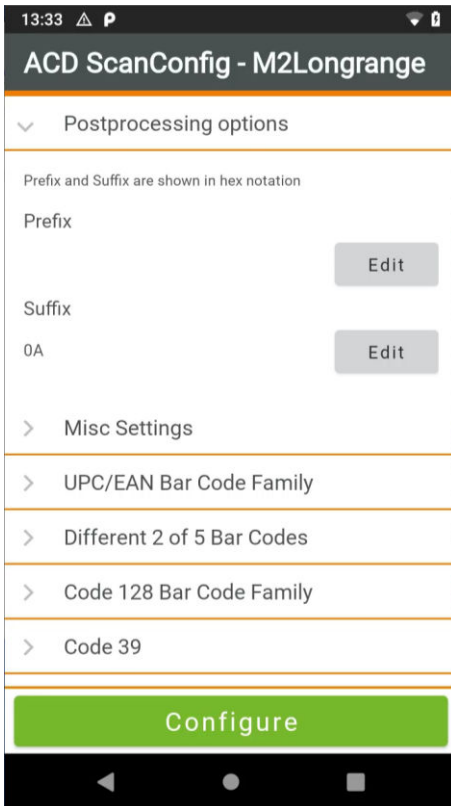 13:33
ACD ScanConfig - M2Longrange
Postprocessing options
Prefix and Suffix are shown in hex notation
Prefix
Edit
Suffix
0A
Edit
Misc Settings
UPC/EAN Bar Code Family
Different 2 of 5 Bar Codes
Code 128 Bar Code Family
Code 39
Configure